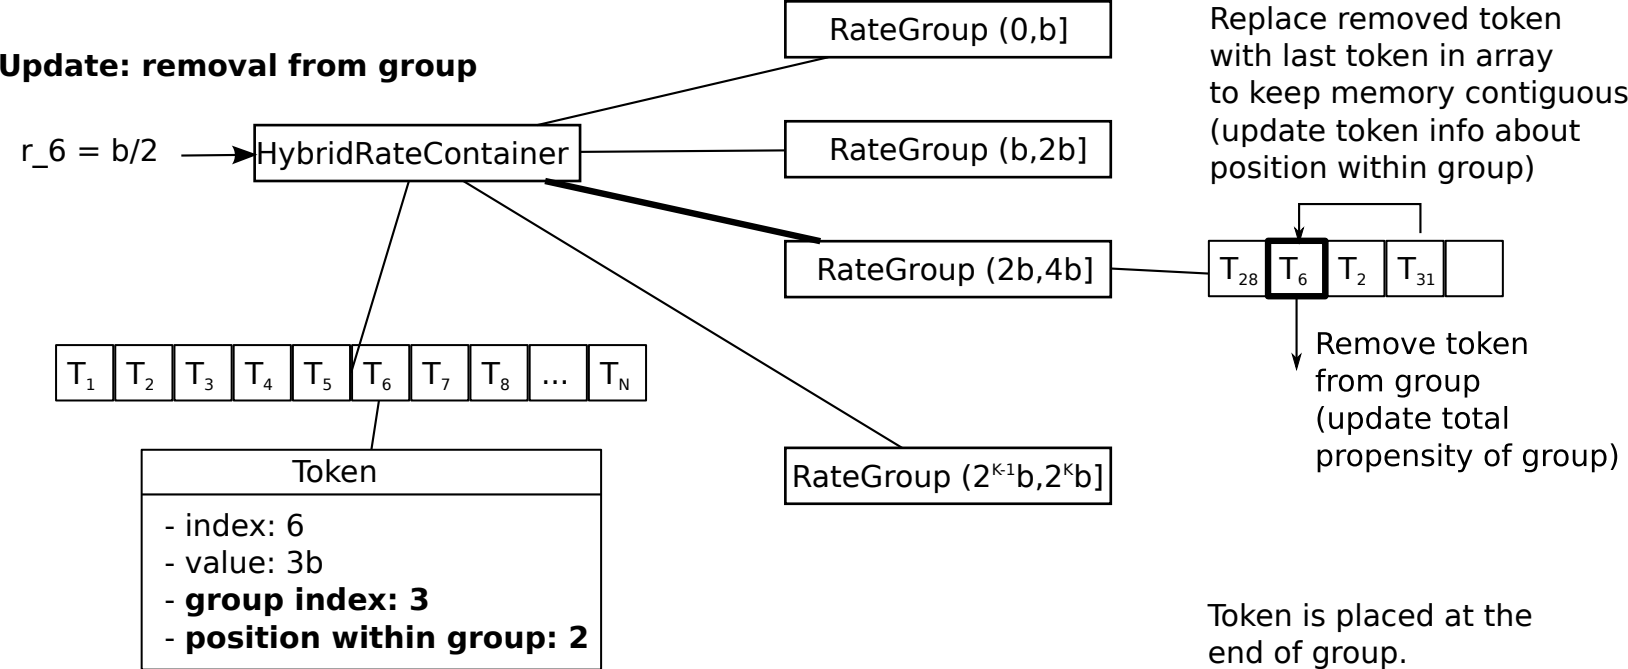 Update: removal from group
r_6 = b/2
HybridRateContainer
RateGroup (0,b]
RateGroup (b,2b]
RateGroup (2b,4b]
RateGroup (2ᴷ⁻¹b,2ᴷb]
Replace removed token
with last token in array
to keep memory contiguous
(update token info about
position within group)
T₂₈ T₆ T₂ T₃₁
Remove token
from group
(update total
propensity of group)
T₁ T₂ T₃ T₄ T₅ T₆ T₇ T₈ ... T_N
Token
- index: 6
- value: 3b
- group index: 3
- position within group: 2
Token is placed at the
end of group.